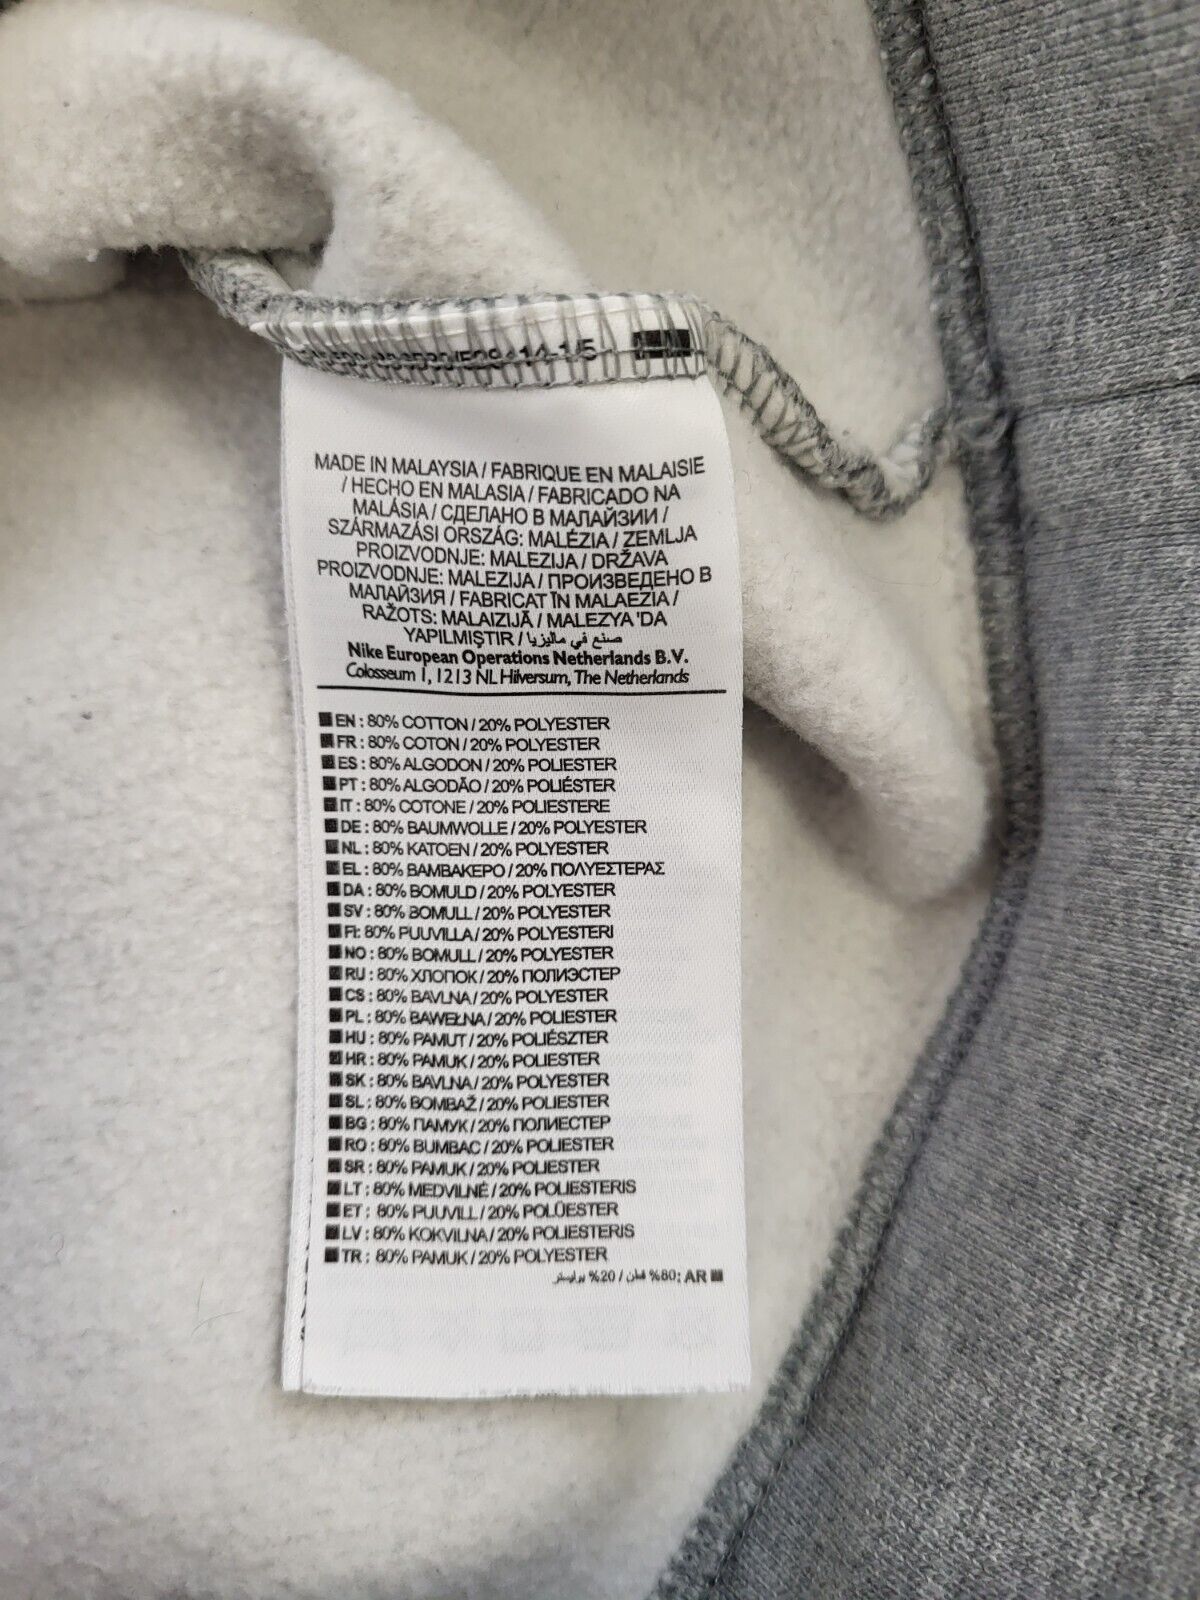 MADE IN MALAYSIA / FABRIQUE EN MALAISIE
/ HECHO EN MALASIA / FABRICADO NA
MALÁSIA / СДЕЛАНО В МАЛАЙЗИИ /
SZÁRMAZÁSI ORSZÁG: MALÉZIA / ZEMLJA
PROIZVODNJE: MALEZIJA / DRŽAVA
PROIZVODNJE: MALEZIJA / ПРОИЗВЕДЕНО В
МАЛАЙЗИЯ / FABRICAT ÎN MALAEZIA /
RAŽOTS: MALAIZIJĀ / MALEZYA 'DA
YAPILMIŞTIR / صنع في ماليزيا
Nike European Operations Netherlands B.V.
Colosseum 1, 1213 NL Hilversum, The Netherlands
EN : 80% COTTON / 20% POLYESTER
FR : 80% COTON / 20% POLYESTER
ES : 80% ALGODON / 20% POLIESTER
PT : 80% ALGODÃO / 20% POLIÉSTER
IT : 80% COTONE / 20% POLIESTERE
DE : 80% BAUMWOLLE / 20% POLYESTER
NL : 80% KATOEN / 20% POLYESTER
EL : 80% ΒΑΜΒΑΚΕΡΟ / 20% ΠΟΛΥΕΣΤΕΡΑΣ
DA : 80% BOMULD / 20% POLYESTER
SV : 80% BOMULL / 20% POLYESTER
FI: 80% PUUVILLA / 20% POLYESTERI
NO : 80% BOMULL / 20% POLYESTER
RU : 80% ХЛОПОК / 20% ПОЛИЭСТЕР
CS : 80% BAVLNA / 20% POLYESTER
PL : 80% BAWEŁNA / 20% POLIESTER
HU : 80% PAMUT / 20% POLIÉSZTER
HR : 80% PAMUK / 20% POLIESTER
SK : 80% BAVLNA / 20% POLYESTER
SL : 80% BOMBAŽ / 20% POLIESTER
BG : 80% ПАМУК / 20% ПОЛИЕСТЕР
RO : 80% BUMBAC / 20% POLIESTER
SR : 80% PAMUK / 20% POLIESTER
LT : 80% MEDVILNĖ / 20% POLIESTERIS
ET : 80% PUUVILL / 20% POLÜESTER
LV : 80% KOKVILNA / 20% POLIESTERIS
TR : 80% PAMUK / 20% POLYESTER
AR :80% قطن / 20% بوليستر